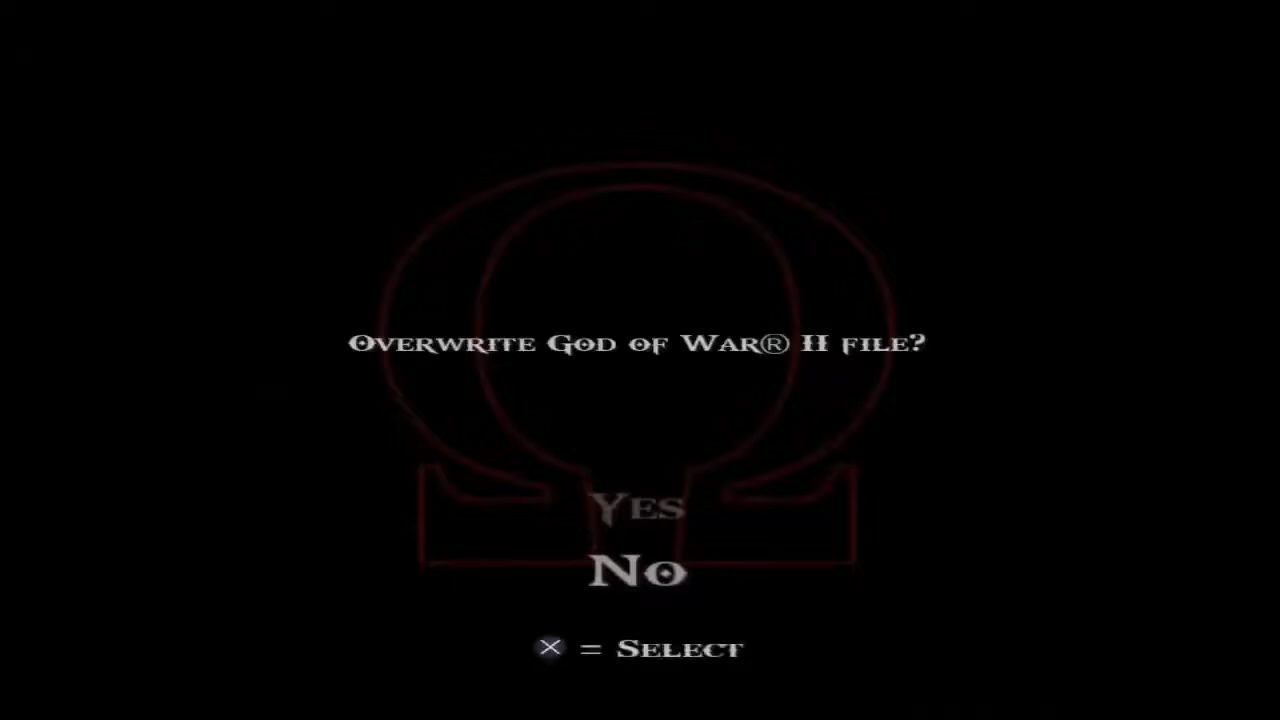 Overwrite God of War® II file?
Yes
No
= Select